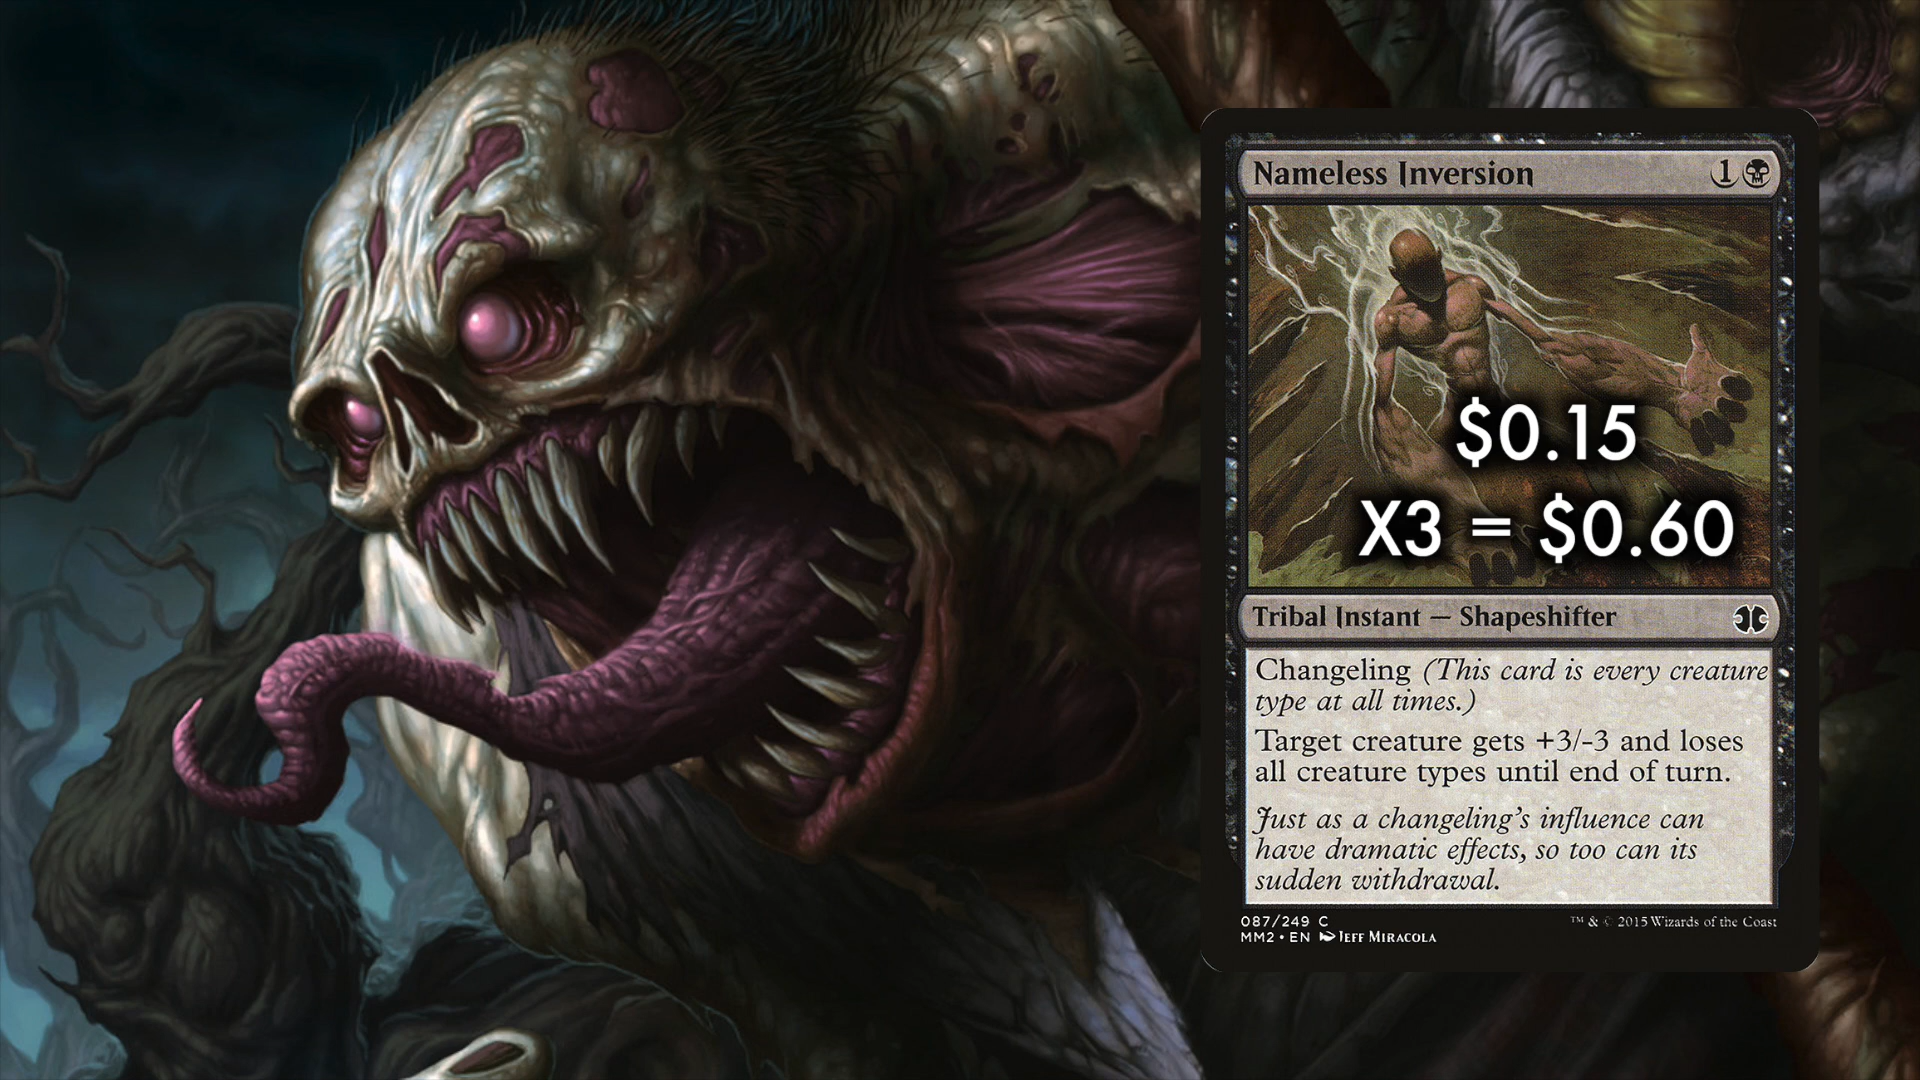 Nameless Inversion 1
$0.15
X3 = $0.60
Tribal Instant — Shapeshifter
Changeling (This card is every creature
type at all times.)
Target creature gets +3/-3 and loses
all creature types until end of turn.
Just as a changeling's influence can
have dramatic effects, so too can its
sudden withdrawal.
087/249 C
™ & © 2015 Wizards of the Coast
MM2 • EN Jeff Miracola